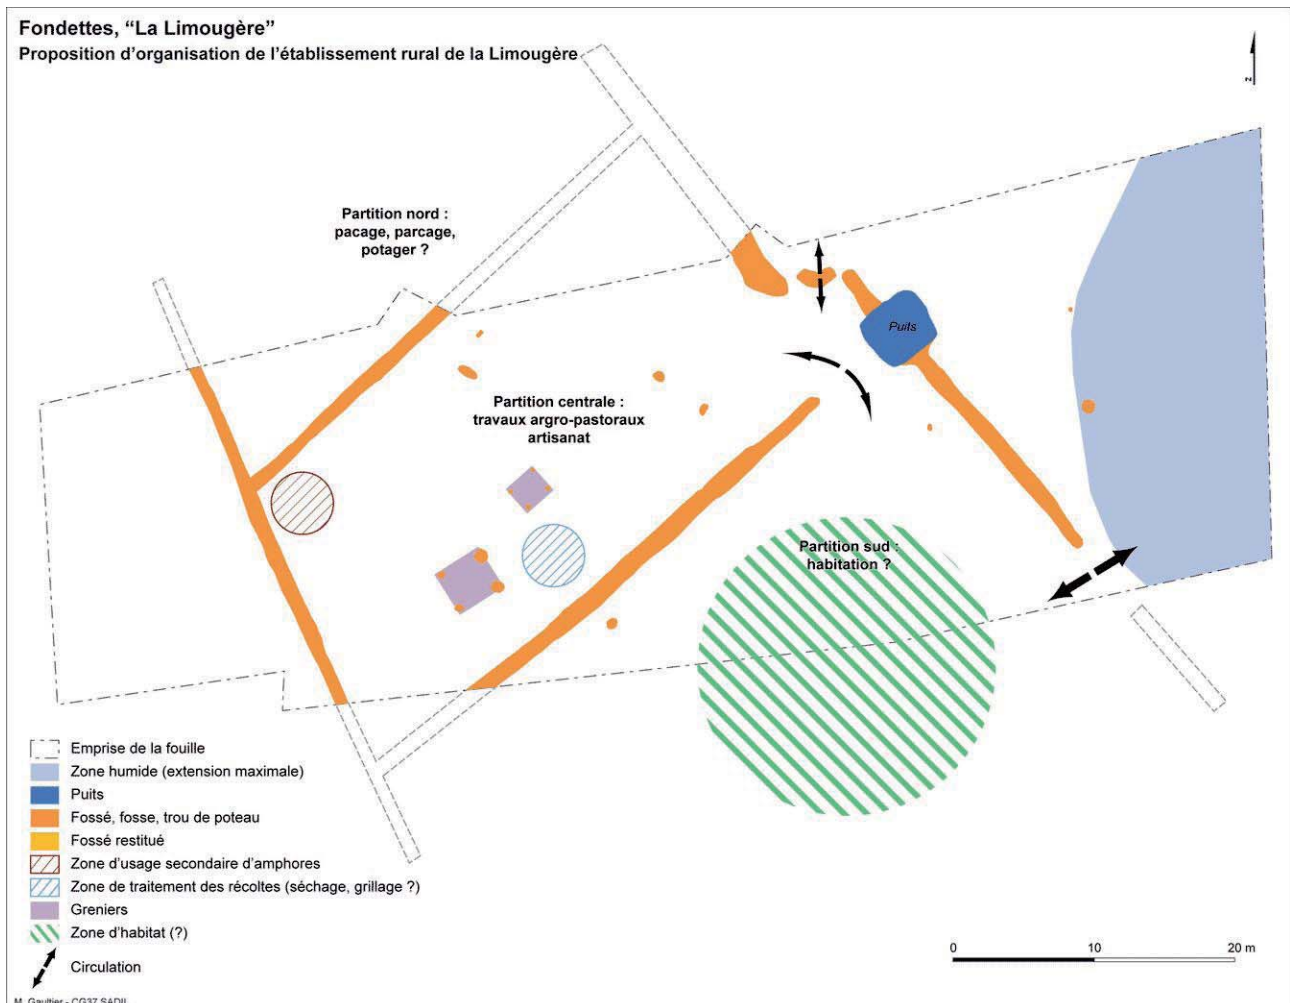 Fondettes, “La Limougère”
Proposition d’organisation de l’établissement rural de la Limougère
N
Partition nord :
pacage, parcage,
potager ?
Puits
Partition centrale :
travaux argro-pastoraux
artisanat
Partition sud :
habitation ?
Emprise de la fouille
Zone humide (extension maximale)
Puits
Fossé, fosse, trou de poteau
Fossé restitué
Zone d’usage secondaire d’amphores
Zone de traitement des récoltes (séchage, grillage ?)
Greniers
Zone d’habitat (?)
Circulation
0 10 20 m
M. Gaultier - CG37 SADIL